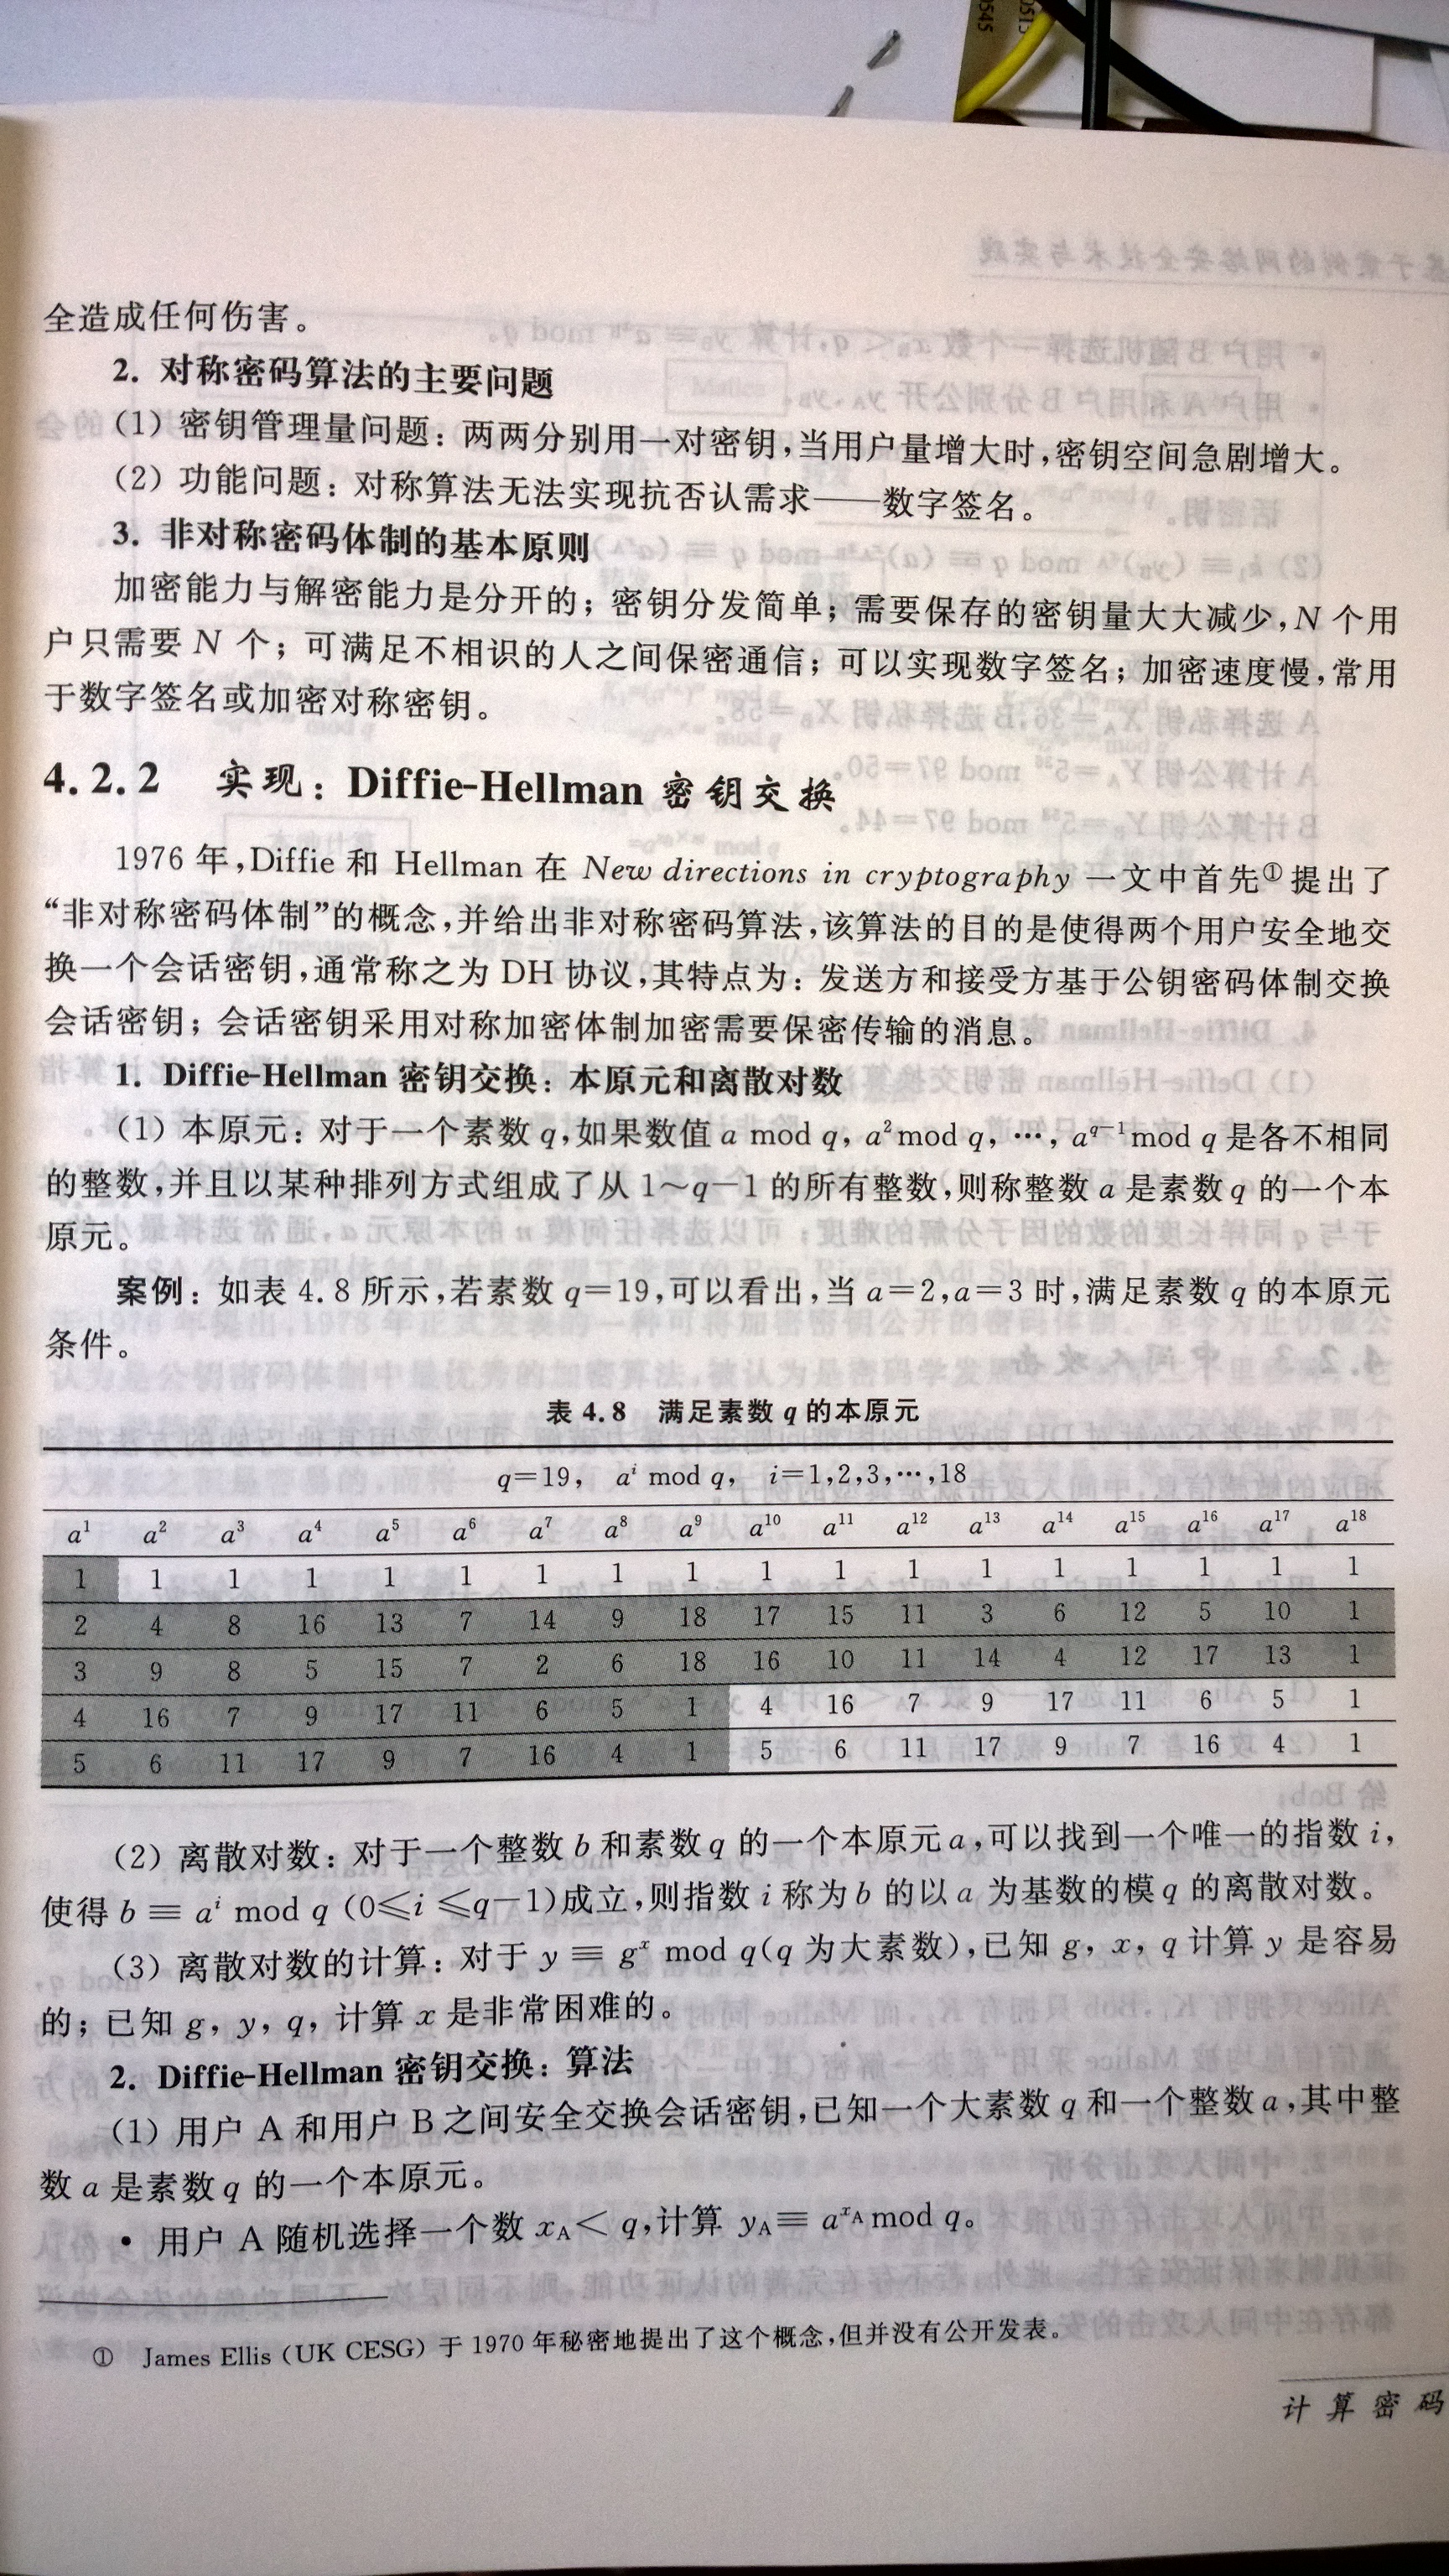 全造成任何伤害。
2. 对称密码算法的主要问题
(1) 密钥管理量问题: 两两分别用一对密钥,当用户量增大时,密钥空间急剧增大。
(2) 功能问题: 对称算法无法实现抗否认需求——数字签名。
3. 非对称密码体制的基本原则
加密能力与解密能力是分开的; 密钥分发简单; 需要保存的密钥量大大减少,N 个用
户只需要 N 个; 可满足不相识的人之间保密通信; 可以实现数字签名; 加密速度慢,常用
于数字签名或加密对称密钥。
4.2.2 实现: Diffie-Hellman 密钥交换
1976 年,Diffie 和 Hellman 在 New directions in cryptography 一文中首先①提出了
“非对称密码体制”的概念,并给出非对称密码算法,该算法的目的是使得两个用户安全地交
换一个会话密钥,通常称之为 DH 协议,其特点为: 发送方和接受方基于公钥密码体制交换
会话密钥; 会话密钥采用对称加密体制加密需要保密传输的消息。
1. Diffie-Hellman 密钥交换: 本原元和离散对数
(1) 本原元: 对于一个素数 q,如果数值 a mod q, a² mod q, …, a^{q-1} mod q 是各不相同
的整数,并且以某种排列方式组成了从 1~q-1 的所有整数,则称整数 a 是素数 q 的一个本
原元。
案例: 如表 4.8 所示,若素数 q=19,可以看出,当 a=2,a=3 时,满足素数 q 的本原元
条件。
表 4.8 满足素数 q 的本原元
q=19, a^i mod q, i=1,2,3,…,18
a¹ a² a³ a⁴ a⁵ a⁶ a⁷ a⁸ a⁹ a¹⁰ a¹¹ a¹² a¹³ a¹⁴ a¹⁵ a¹⁶ a¹⁷ a¹⁸
1 1 1 1 1 1 1 1 1 1 1 1 1 1 1 1 1 1
2 4 8 16 13 7 14 9 18 17 15 11 3 6 12 5 10 1
3 9 8 5 15 7 2 6 18 16 10 11 14 4 12 17 13 1
4 16 7 9 17 11 6 5 1 4 16 7 9 17 11 6 5 1
5 6 11 17 9 7 16 4 1 5 6 11 17 9 7 16 4 1
(2) 离散对数: 对于一个整数 b 和素数 q 的一个本原元 a,可以找到一个唯一的指数 i,
使得 b ≡ a^i mod q (0≤i≤q-1)成立,则指数 i 称为 b 的以 a 为基数的模 q 的离散对数。
(3) 离散对数的计算: 对于 y ≡ g^x mod q(q 为大素数),已知 g, x, q 计算 y 是容易
的; 已知 g, y, q, 计算 x 是非常困难的。
2. Diffie-Hellman 密钥交换: 算法
(1) 用户 A 和用户 B 之间安全交换会话密钥,已知一个大素数 q 和一个整数 a,其中整
数 a 是素数 q 的一个本原元。
• 用户 A 随机选择一个数 x_A < q,计算 y_A ≡ a^{x_A} mod q。
① James Ellis (UK CESG) 于 1970 年秘密地提出了这个概念,但并没有公开发表。
计算密码